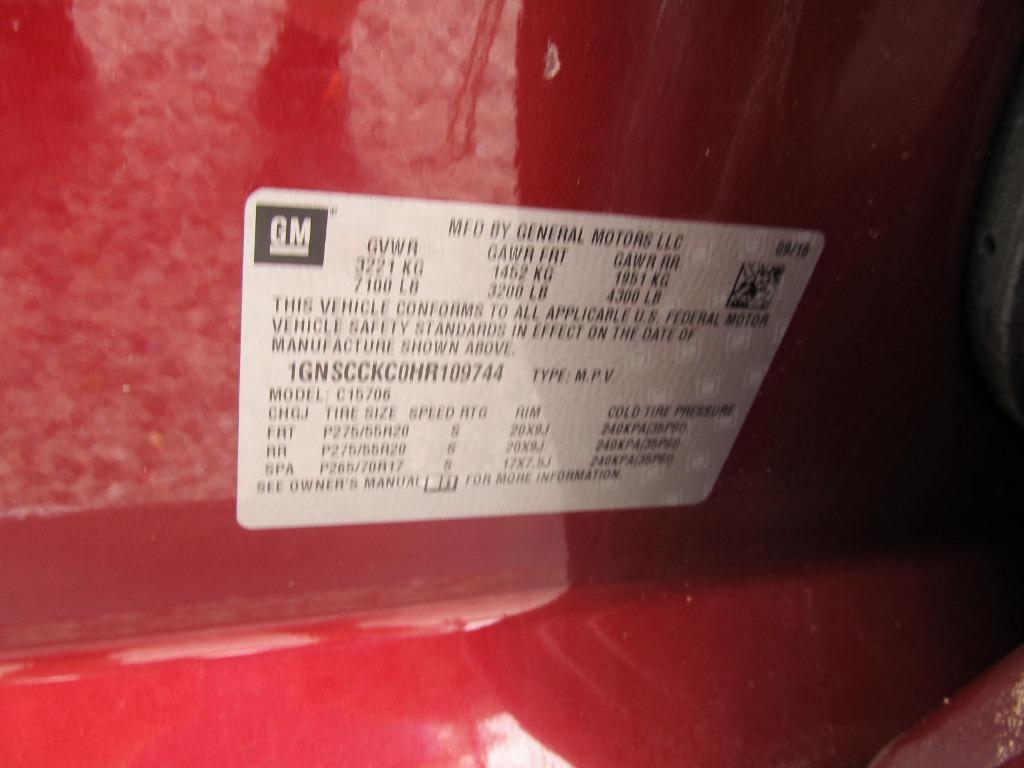 GM
MFD BY GENERAL MOTORS LLC 09/16
GVWR GAWR FRT GAWR RR
3221 KG 1452 KG 1951 KG
7100 LB 3200 LB 4300 LB
THIS VEHICLE CONFORMS TO ALL APPLICABLE U.S. FEDERAL MOTOR
VEHICLE SAFETY STANDARDS IN EFFECT ON THE DATE OF
MANUFACTURE SHOWN ABOVE.
1GNSCCKC0HR109744 TYPE: M.P.V.
MODEL: C15706
CHGJ TIRE SIZE SPEED RTG RIM COLD TIRE PRESSURE
FRT P275/55R20 S 20X9J 240KPA(35PSI)
RR P275/55R20 S 20X9J 240KPA(35PSI)
SPA P265/70R17 S 17X7.5J 240KPA(35PSI)
SEE OWNER'S MANUAL FOR MORE INFORMATION.